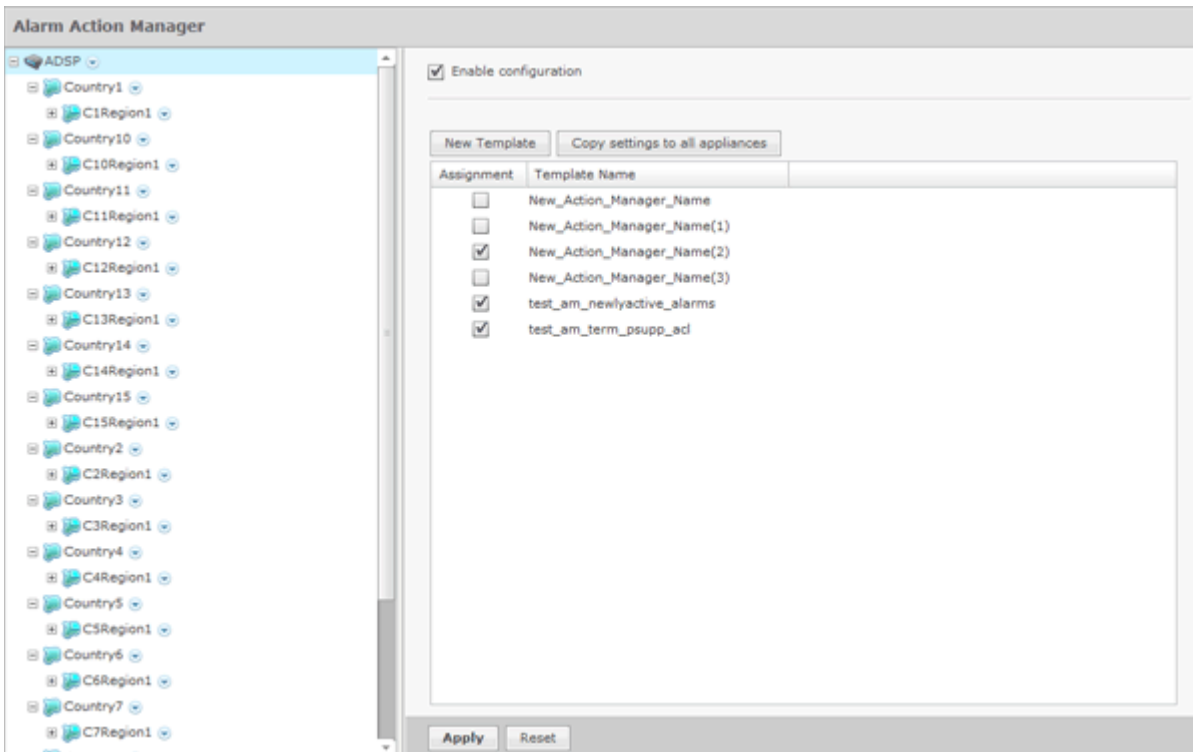 Alarm Action Manager
ADSP
Country1
C1Region1
Country10
C10Region1
Country11
C11Region1
Country12
C12Region1
Country13
C13Region1
Country14
C14Region1
Country15
C15Region1
Country2
C2Region1
Country3
C3Region1
Country4
C4Region1
Country5
C5Region1
Country6
C6Region1
Country7
C7Region1
Enable configuration
New Template Copy settings to all appliances
Assignment Template Name
New_Action_Manager_Name
New_Action_Manager_Name(1)
New_Action_Manager_Name(2)
New_Action_Manager_Name(3)
test_am_newlyactive_alarms
test_am_term_psupp_acl
Apply Reset